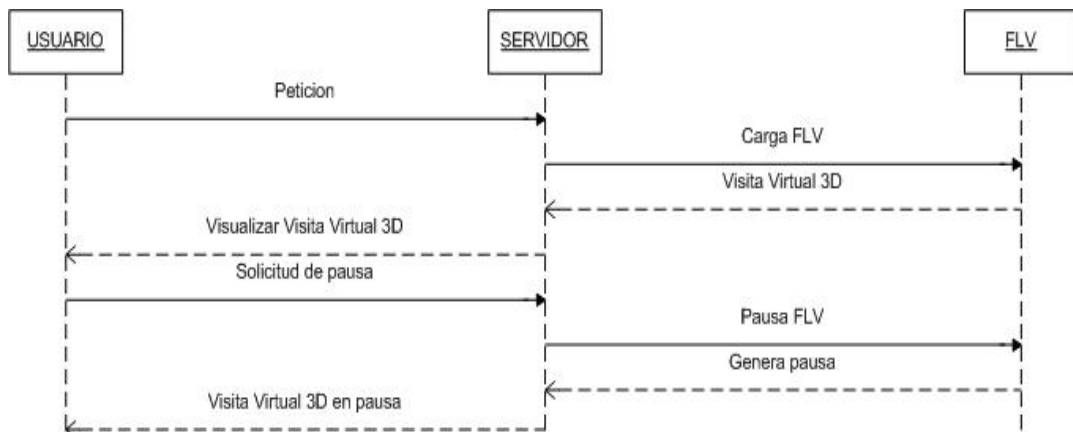 USUARIO
SERVIDOR
FLV
Peticion
Carga FLV
Visita Virtual 3D
Visualizar Visita Virtual 3D
Solicitud de pausa
Pausa FLV
Genera pausa
Visita Virtual 3D en pausa